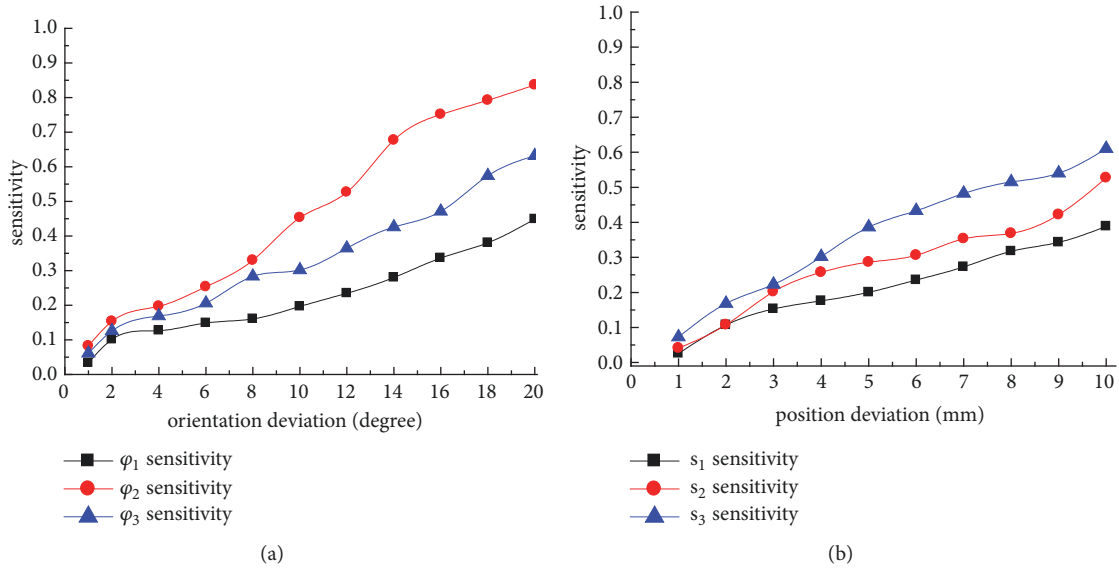 1.0
0.9
0.8
0.7
0.6
0.5
0.4
0.3
0.2
0.1
0.0
sensitivity
0 2 4 6 8 10 12 14 16 18 20
orientation deviation (degree)
φ1 sensitivity
φ2 sensitivity
φ3 sensitivity
(a)
1.0
0.9
0.8
0.7
0.6
0.5
0.4
0.3
0.2
0.1
0.0
sensitivity
0 1 2 3 4 5 6 7 8 9 10
position deviation (mm)
s1 sensitivity
s2 sensitivity
s3 sensitivity
(b)